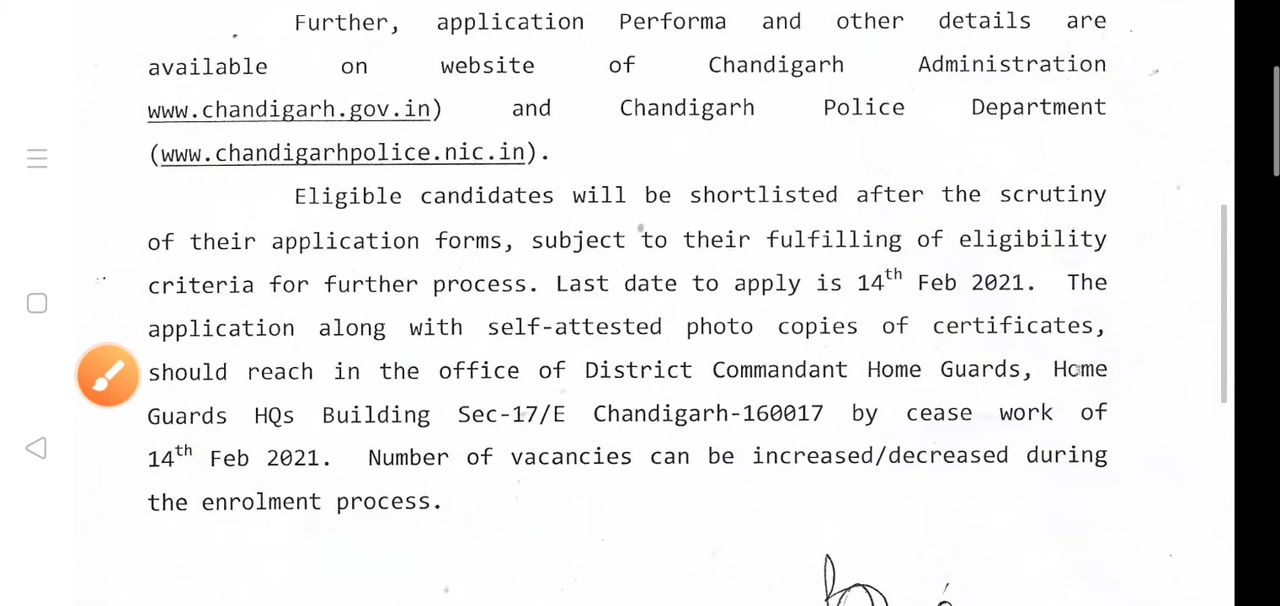 Further, application Performa and other details are
available on website of Chandigarh Administration
www.chandigarh.gov.in) and Chandigarh Police Department
(www.chandigarhpolice.nic.in).
Eligible candidates will be shortlisted after the scrutiny
of their application forms, subject to their fulfilling of eligibility
criteria for further process. Last date to apply is 14th Feb 2021. The
application along with self-attested photo copies of certificates,
should reach in the office of District Commandant Home Guards, Home
Guards HQs Building Sec-17/E Chandigarh-160017 by cease work of
14th Feb 2021. Number of vacancies can be increased/decreased during
the enrolment process.